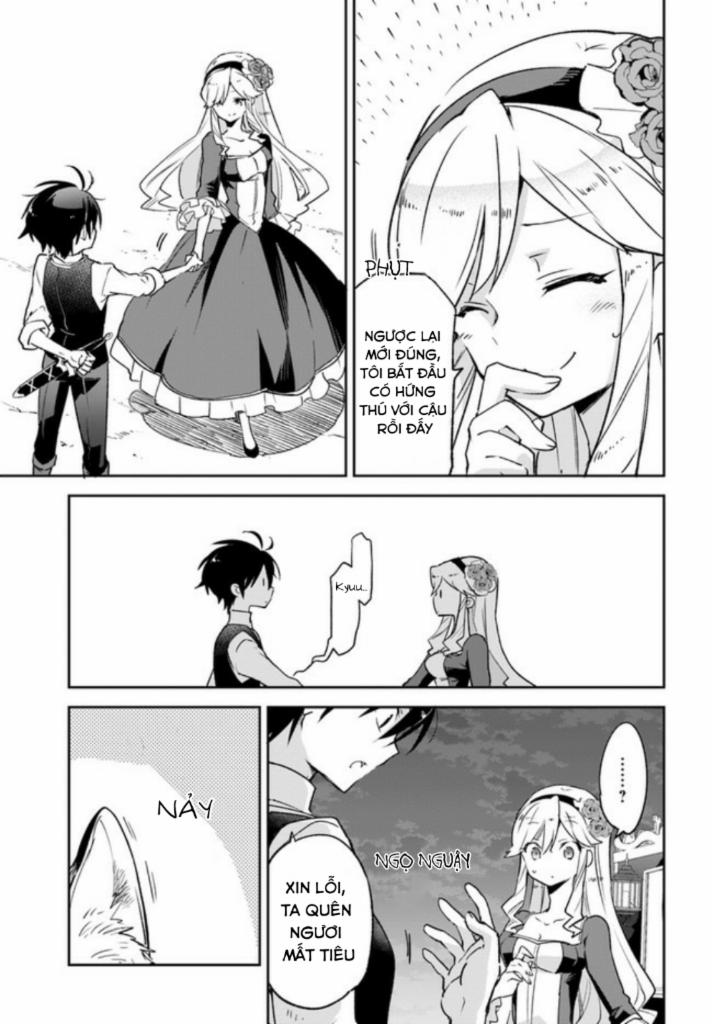 PHỤT
NGƯỢC LẠI
MỚI ĐÚNG,
TÔI BẮT ĐẦU
CÓ HỨNG
THÚ VỚI CẬU
RỒI ĐẤY
Kyuu..
......?
NGỌ NGUẬY
XIN LỖI,
TA QUÊN
NGƯƠI
MẤT TIÊU
NẢY